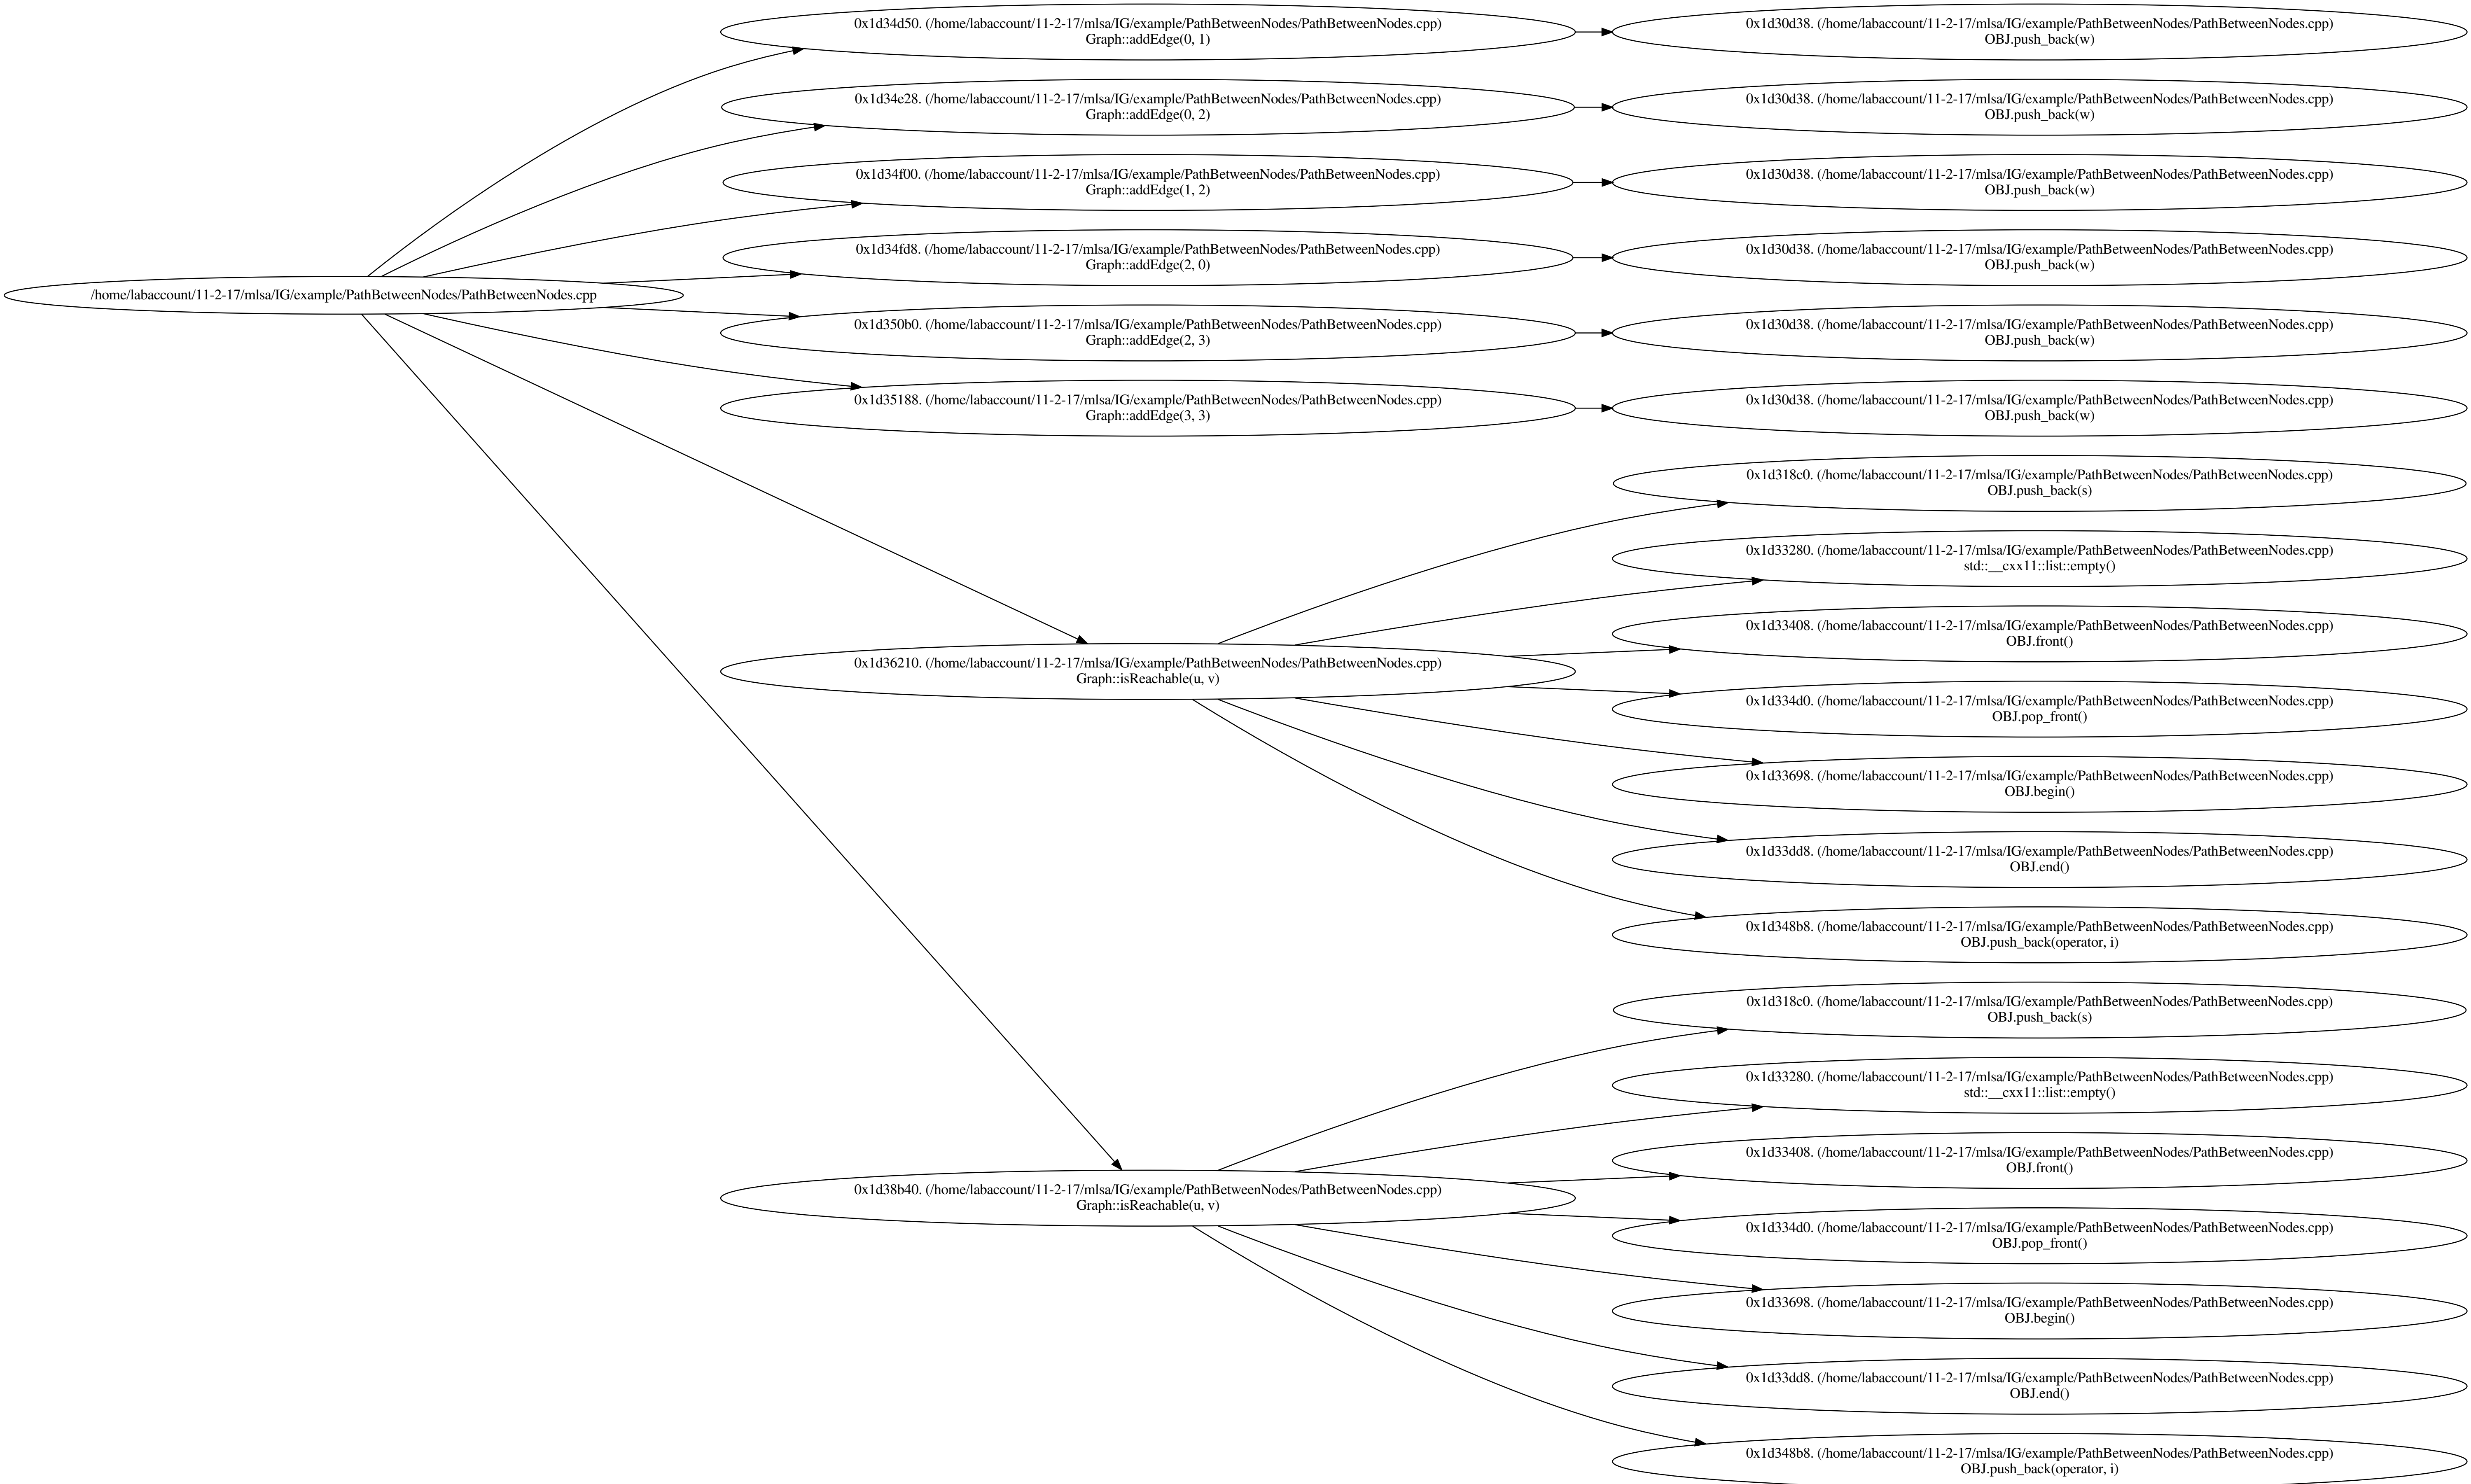 0x1d34d50. (/home/labaccount/11-2-17/mlsa/IG/example/PathBetweenNodes/PathBetweenNodes.cpp)
Graph::addEdge(0, 1)
0x1d30d38. (/home/labaccount/11-2-17/mlsa/IG/example/PathBetweenNodes/PathBetweenNodes.cpp)
OBJ.push_back(w)
0x1d34e28. (/home/labaccount/11-2-17/mlsa/IG/example/PathBetweenNodes/PathBetweenNodes.cpp)
Graph::addEdge(0, 2)
0x1d30d38. (/home/labaccount/11-2-17/mlsa/IG/example/PathBetweenNodes/PathBetweenNodes.cpp)
OBJ.push_back(w)
0x1d34f00. (/home/labaccount/11-2-17/mlsa/IG/example/PathBetweenNodes/PathBetweenNodes.cpp)
Graph::addEdge(1, 2)
0x1d30d38. (/home/labaccount/11-2-17/mlsa/IG/example/PathBetweenNodes/PathBetweenNodes.cpp)
OBJ.push_back(w)
0x1d34fd8. (/home/labaccount/11-2-17/mlsa/IG/example/PathBetweenNodes/PathBetweenNodes.cpp)
Graph::addEdge(2, 0)
0x1d30d38. (/home/labaccount/11-2-17/mlsa/IG/example/PathBetweenNodes/PathBetweenNodes.cpp)
OBJ.push_back(w)
/home/labaccount/11-2-17/mlsa/IG/example/PathBetweenNodes/PathBetweenNodes.cpp
0x1d350b0. (/home/labaccount/11-2-17/mlsa/IG/example/PathBetweenNodes/PathBetweenNodes.cpp)
Graph::addEdge(2, 3)
0x1d30d38. (/home/labaccount/11-2-17/mlsa/IG/example/PathBetweenNodes/PathBetweenNodes.cpp)
OBJ.push_back(w)
0x1d35188. (/home/labaccount/11-2-17/mlsa/IG/example/PathBetweenNodes/PathBetweenNodes.cpp)
Graph::addEdge(3, 3)
0x1d30d38. (/home/labaccount/11-2-17/mlsa/IG/example/PathBetweenNodes/PathBetweenNodes.cpp)
OBJ.push_back(w)
0x1d36210. (/home/labaccount/11-2-17/mlsa/IG/example/PathBetweenNodes/PathBetweenNodes.cpp)
Graph::isReachable(u, v)
0x1d318c0. (/home/labaccount/11-2-17/mlsa/IG/example/PathBetweenNodes/PathBetweenNodes.cpp)
OBJ.push_back(s)
0x1d33280. (/home/labaccount/11-2-17/mlsa/IG/example/PathBetweenNodes/PathBetweenNodes.cpp)
std::__cxx11::list::empty()
0x1d33408. (/home/labaccount/11-2-17/mlsa/IG/example/PathBetweenNodes/PathBetweenNodes.cpp)
OBJ.front()
0x1d334d0. (/home/labaccount/11-2-17/mlsa/IG/example/PathBetweenNodes/PathBetweenNodes.cpp)
OBJ.pop_front()
0x1d33698. (/home/labaccount/11-2-17/mlsa/IG/example/PathBetweenNodes/PathBetweenNodes.cpp)
OBJ.begin()
0x1d33dd8. (/home/labaccount/11-2-17/mlsa/IG/example/PathBetweenNodes/PathBetweenNodes.cpp)
OBJ.end()
0x1d348b8. (/home/labaccount/11-2-17/mlsa/IG/example/PathBetweenNodes/PathBetweenNodes.cpp)
OBJ.push_back(operator, i)
0x1d38b40. (/home/labaccount/11-2-17/mlsa/IG/example/PathBetweenNodes/PathBetweenNodes.cpp)
Graph::isReachable(u, v)
0x1d318c0. (/home/labaccount/11-2-17/mlsa/IG/example/PathBetweenNodes/PathBetweenNodes.cpp)
OBJ.push_back(s)
0x1d33280. (/home/labaccount/11-2-17/mlsa/IG/example/PathBetweenNodes/PathBetweenNodes.cpp)
std::__cxx11::list::empty()
0x1d33408. (/home/labaccount/11-2-17/mlsa/IG/example/PathBetweenNodes/PathBetweenNodes.cpp)
OBJ.front()
0x1d334d0. (/home/labaccount/11-2-17/mlsa/IG/example/PathBetweenNodes/PathBetweenNodes.cpp)
OBJ.pop_front()
0x1d33698. (/home/labaccount/11-2-17/mlsa/IG/example/PathBetweenNodes/PathBetweenNodes.cpp)
OBJ.begin()
0x1d33dd8. (/home/labaccount/11-2-17/mlsa/IG/example/PathBetweenNodes/PathBetweenNodes.cpp)
OBJ.end()
0x1d348b8. (/home/labaccount/11-2-17/mlsa/IG/example/PathBetweenNodes/PathBetweenNodes.cpp)
OBJ.push_back(operator, i)